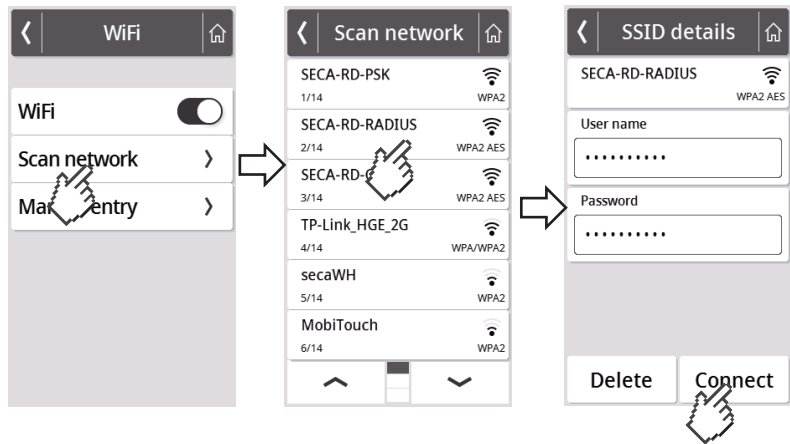 WiFi
WiFi
Scan network
entry
Scan network
SECA-RD-PSK
1/14 WPA2
SECA-RD-RADIUS
2/14 WPA2 AES
SECA-RD-
3/14 WPA2 AES
TP-Link_HGE_2G
4/14 WPA/WPA2
secaWH
5/14 WPA2
MobiTouch
6/14 WPA2
SSID details
SECA-RD-RADIUS
WPA2 AES
User name
••••••••••
Password
••••••••••
Delete Connect